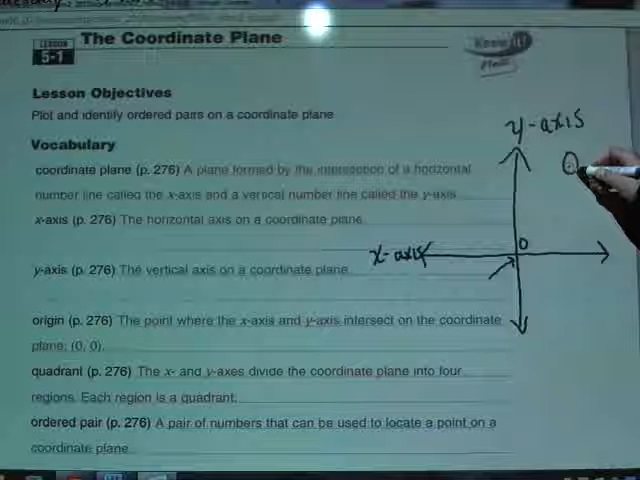 LESSON
5-1
The Coordinate Plane
Know it!
Math
Lesson Objectives
Plot and identify ordered pairs on a coordinate plane
Vocabulary
coordinate plane (p. 276) A plane formed by the intersection of a horizontal
number line called the x-axis and a vertical number line called the y-axis
x-axis (p. 276) The horizontal axis on a coordinate plane
y-axis (p. 276) The vertical axis on a coordinate plane
origin (p. 276) The point where the x-axis and y-axis intersect on the coordinate
plane; (0, 0)
quadrant (p. 276) The x- and y-axes divide the coordinate plane into four
regions. Each region is a quadrant.
ordered pair (p. 276) A pair of numbers that can be used to locate a point on a
coordinate plane
y-axis
x-axis
0